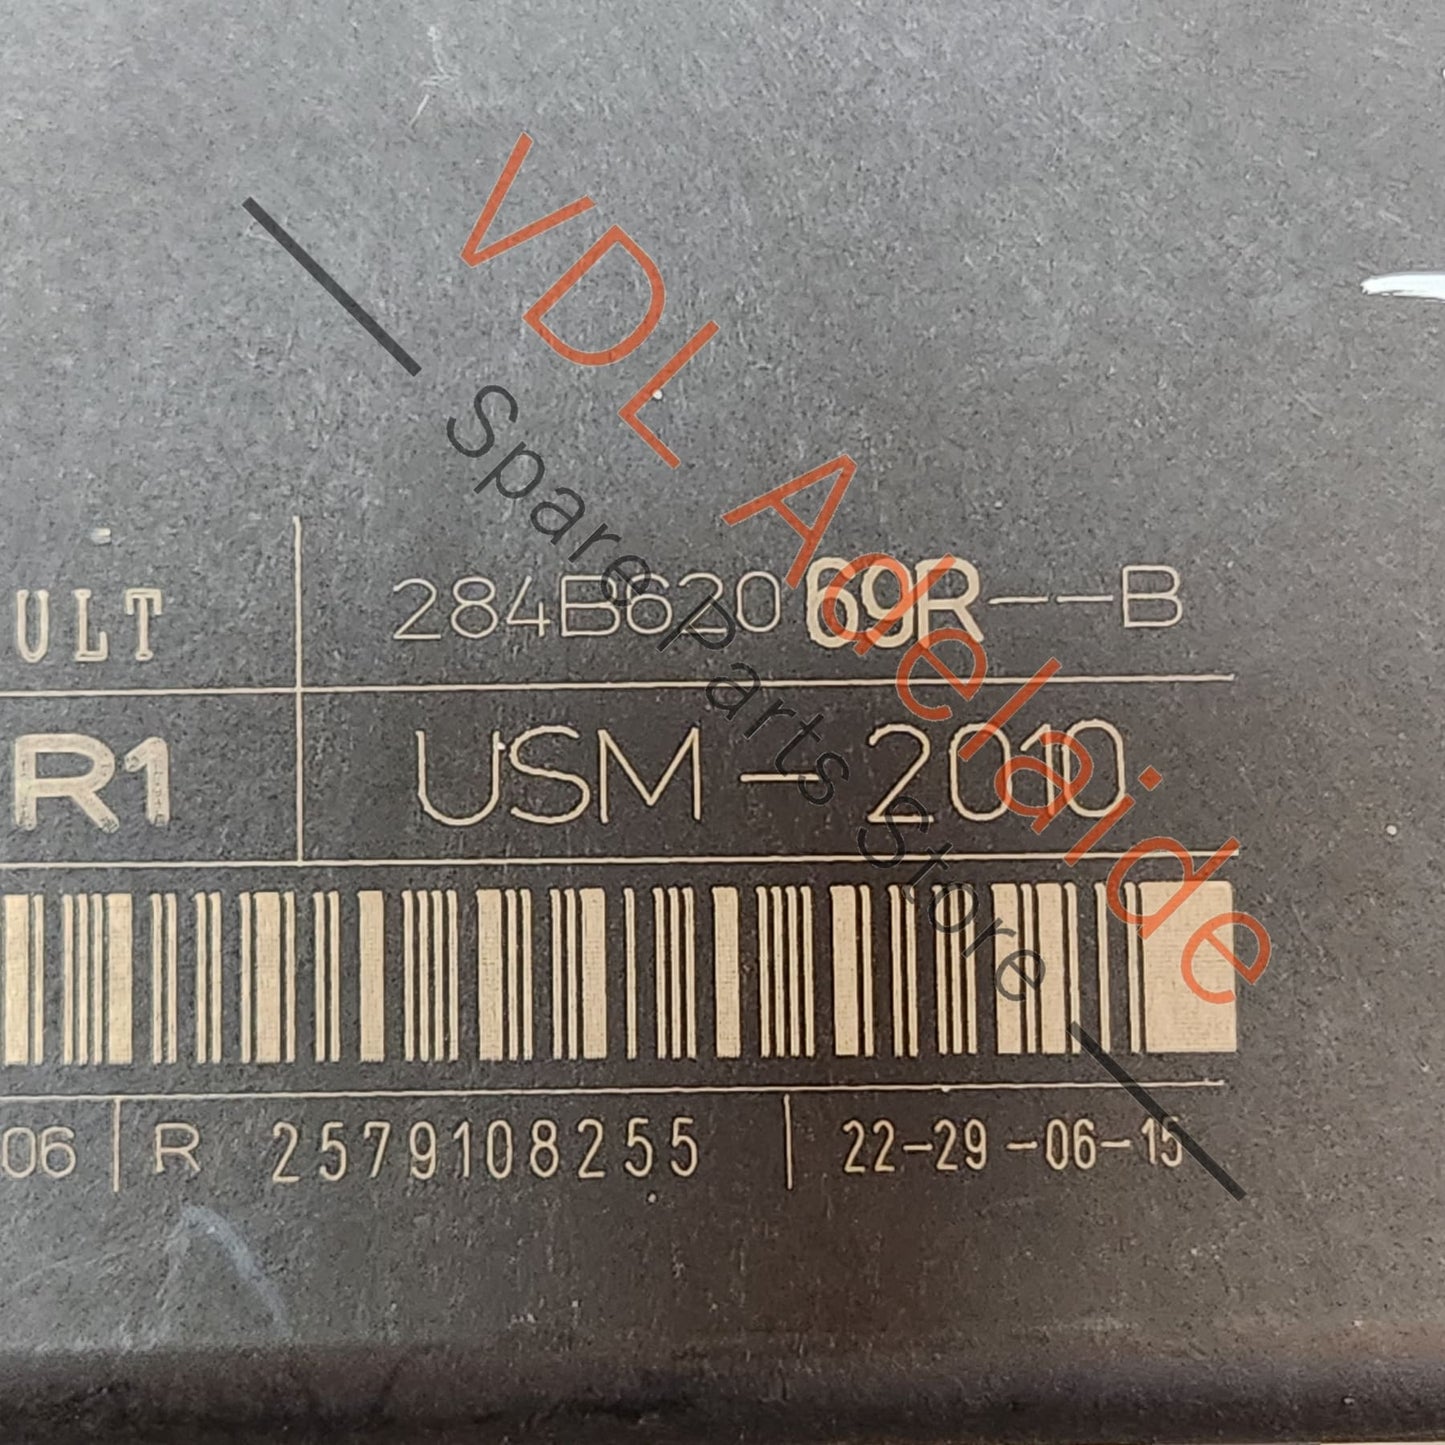 ULT 284B62069R--B
R1 USM-2010
06 R 2579108255 22-29-06-15
VDL Adelaide
Spare Parts Store